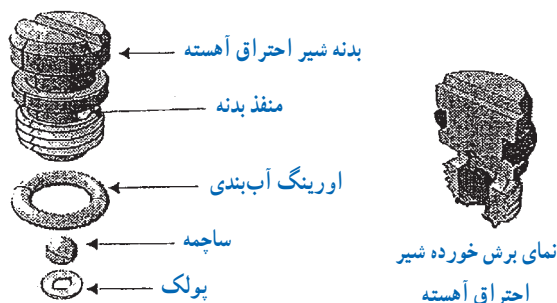 بدنه شیر احتراق آهسته
منفذ بدنه
اورینگ آب‌بندی
ساچمه
پولک
نمای برش خورده شیر
احتراق آهسته